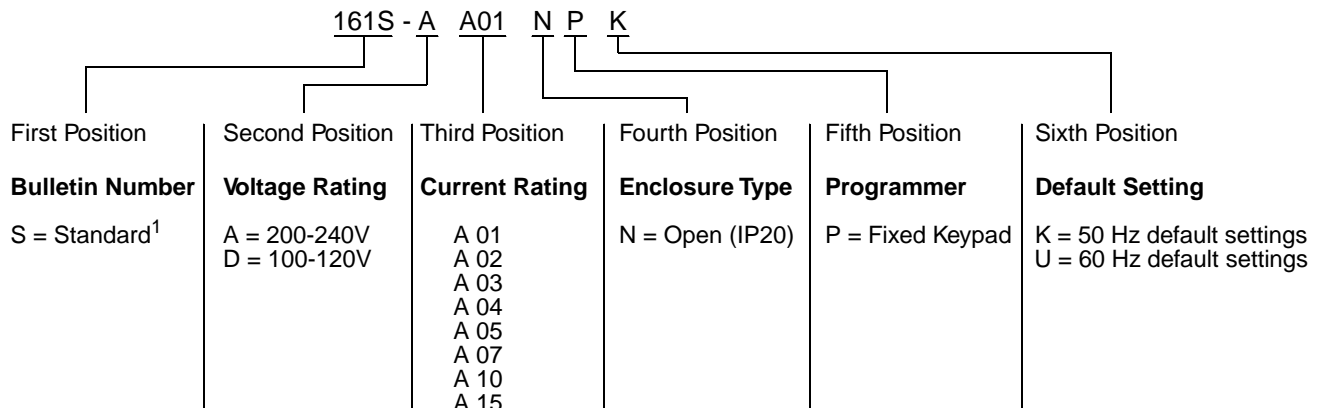 161S - A A01 N P K
First Position Second Position Third Position Fourth Position Fifth Position Sixth Position
Bulletin Number Voltage Rating Current Rating Enclosure Type Programmer Default Setting
S = Standard1 A = 200-240V A 01 N = Open (IP20) P = Fixed Keypad K = 50 Hz default settings
D = 100-120V A 02 U = 60 Hz default settings
A 03
A 04
A 05
A 07
A 10
A 15